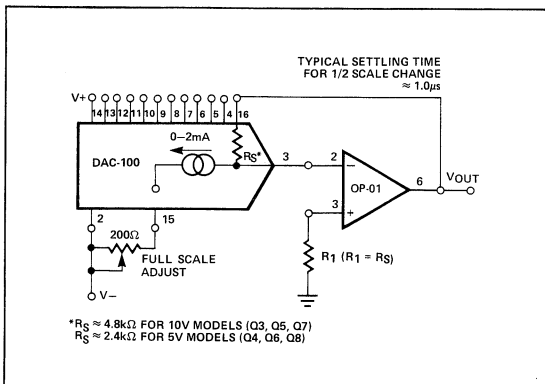 TYPICAL SETTLING TIME
FOR 1/2 SCALE CHANGE
≈ 1.0μs
V+
14 13 12 11 10 9 8 7 6 5 4 16
0–2mA
RS*
DAC-100
3
2
−
OP-01
6
VOUT
3
+
2
15
200Ω
FULL SCALE
ADJUST
R1 (R1 = RS)
V−
*RS ≈ 4.8kΩ FOR 10V MODELS (Q3, Q5, Q7)
RS ≈ 2.4kΩ FOR 5V MODELS (Q4, Q6, Q8)